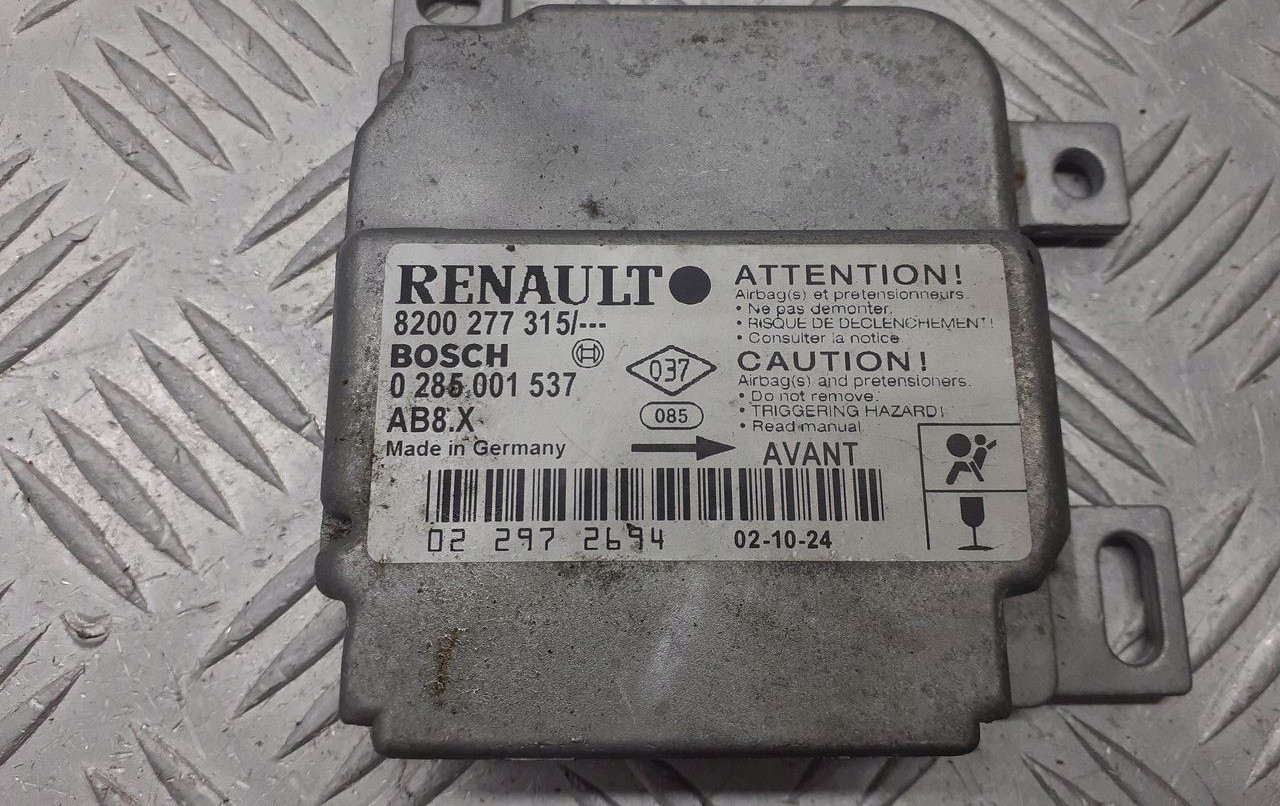 RENAULT
8200 277 315/---
BOSCH
0 285 001 537
AB8.X
Made in Germany
037
085
ATTENTION!
Airbag(s) et pretensionneurs.
• Ne pas demonter.
• RISQUE DE DECLENCHEMENT!
• Consulter la notice.
CAUTION!
Airbag(s) and pretensioners.
• Do not remove.
• TRIGGERING HAZARD!
• Read manual.
AVANT
02 297 2694
02-10-24